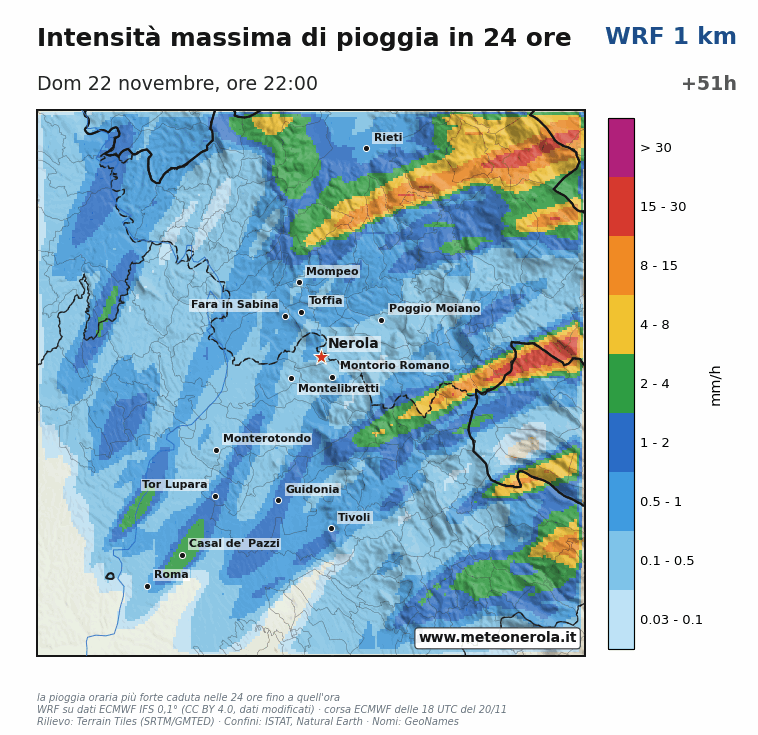 Intensità massima di pioggia in 24 ore
WRF 1 km
Dom 22 novembre, ore 22:00
+51h
Rieti
Mompeo
Fara in Sabina
Toffia
Poggio Moiano
Nerola
Montorio Romano
Montelibretti
Monterotondo
Tor Lupara
Guidonia
Tivoli
Casal de' Pazzi
Roma
www.meteonerola.it
> 30
15 - 30
8 - 15
4 - 8
2 - 4
1 - 2
0.5 - 1
0.1 - 0.5
0.03 - 0.1
mm/h
la pioggia oraria più forte caduta nelle 24 ore fino a quell'ora
WRF su dati ECMWF IFS 0,1° (CC BY 4.0, dati modificati) · corsa ECMWF delle 18 UTC del 20/11
Rilievo: Terrain Tiles (SRTM/GMTED) · Confini: ISTAT, Natural Earth · Nomi: GeoNames